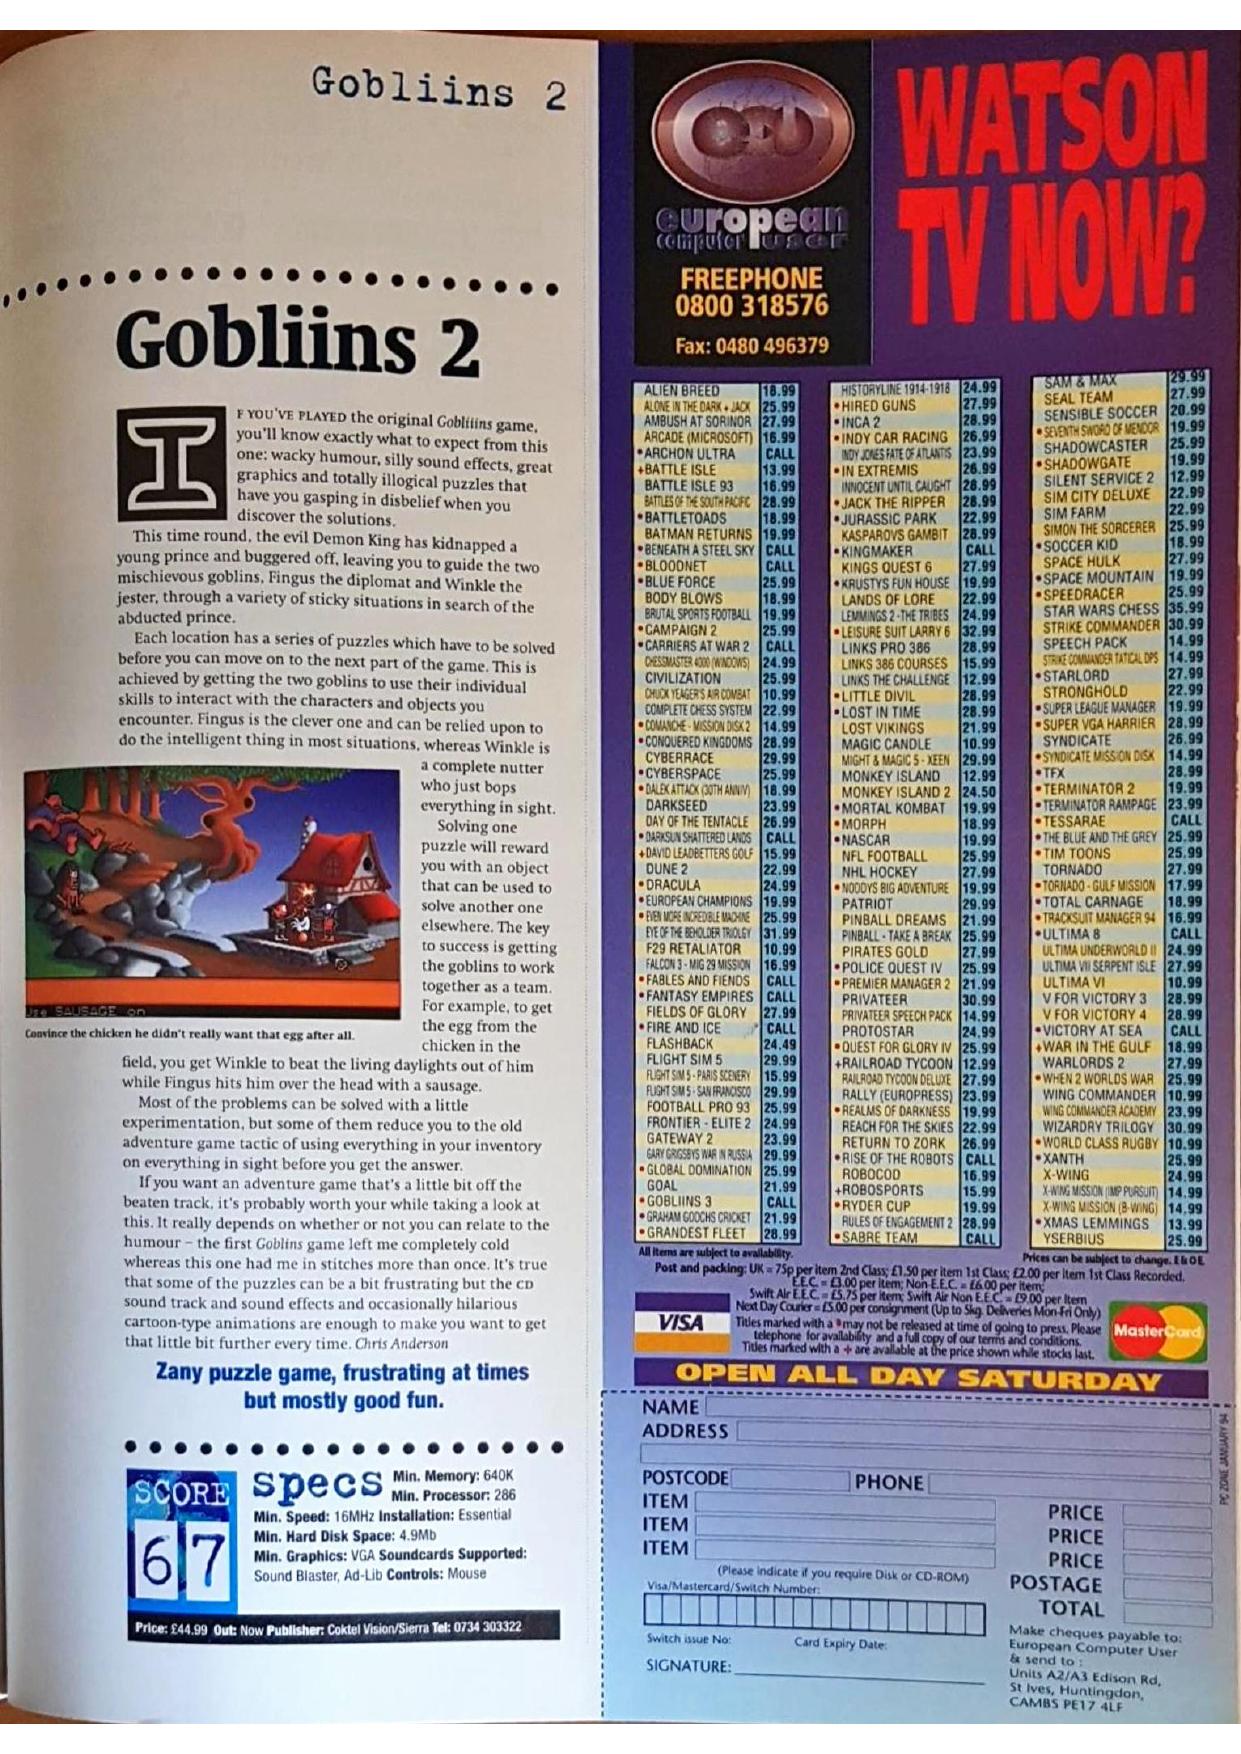 Gobliins 2
Gobliins 2
IF YOU'VE PLAYED the original Gobliiins game,
you'll know exactly what to expect from this
one: wacky humour, silly sound effects, great
graphics and totally illogical puzzles that
have you gasping in disbelief when you
discover the solutions.
This time round, the evil Demon King has kidnapped a
young prince and buggered off, leaving you to guide the two
mischievous goblins, Fingus the diplomat and Winkle the
jester, through a variety of sticky situations in search of the
abducted prince.
Each location has a series of puzzles which have to be solved
before you can move on to the next part of the game. This is
achieved by getting the two goblins to use their individual
skills to interact with the characters and objects you
encounter. Fingus is the clever one and can be relied upon to
do the intelligent thing in most situations, whereas Winkle is
a complete nutter
who just bops
everything in sight.
Solving one
puzzle will reward
you with an object
that can be used to
solve another one
elsewhere. The key
to success is getting
the goblins to work
together as a team.
For example, to get
the egg from the
chicken in the
Use SAUSAGE on
Convince the chicken he didn't really want that egg after all.
field, you get Winkle to beat the living daylights out of him
while Fingus hits him over the head with a sausage.
Most of the problems can be solved with a little
experimentation, but some of them reduce you to the old
adventure game tactic of using everything in your inventory
on everything in sight before you get the answer.
If you want an adventure game that's a little bit off the
beaten track, it's probably worth your while taking a look at
this. It really depends on whether or not you can relate to the
humour – the first Goblins game left me completely cold
whereas this one had me in stitches more than once. It's true
that some of the puzzles can be a bit frustrating but the CD
sound track and sound effects and occasionally hilarious
cartoon-type animations are enough to make you want to get
that little bit further every time. Chris Anderson
Zany puzzle game, frustrating at times
but mostly good fun.
SCORE
67
specs Min. Memory: 640K
Min. Processor: 286
Min. Speed: 16MHz Installation: Essential
Min. Hard Disk Space: 4.9Mb
Min. Graphics: VGA Soundcards Supported:
Sound Blaster, Ad-Lib Controls: Mouse
Price: £44.99 Out: Now Publisher: Coktel Vision/Sierra Tel: 0734 303322
ecu
european
computer user
FREEPHONE
0800 318576
Fax: 0480 496379
WATSON
TV NOW?
ALIEN BREED 18.99
ALONE IN THE DARK + JACK 25.99
AMBUSH AT SORINOR 27.99
ARCADE (MICROSOFT) 16.99
•ARCHON ULTRA CALL
+BATTLE ISLE 13.99
BATTLE ISLE 93 16.99
BATTLES OF THE SOUTH PACIFIC 28.99
•BATTLETOADS 18.99
BATMAN RETURNS 19.99
•BENEATH A STEEL SKY CALL
•BLOODNET CALL
•BLUE FORCE 25.99
BODY BLOWS 18.99
BRUTAL SPORTS FOOTBALL 19.99
•CAMPAIGN 2 25.99
•CARRIERS AT WAR 2 CALL
CHESSMASTER 4000 (WINDOWS) 24.99
CIVILIZATION 25.99
CHUCK YEAGER'S AIR COMBAT 10.99
COMPLETE CHESS SYSTEM 22.99
•COMANCHE - MISSION DISK 2 14.99
•CONQUERED KINGDOMS 28.99
CYBERRACE 29.99
•CYBERSPACE 25.99
•DALEK ATTACK (30TH ANNIV) 18.99
DARKSEED 23.99
DAY OF THE TENTACLE 26.99
•DARKSUN SHATTERED LANDS CALL
+DAVID LEADBETTERS GOLF 15.99
DUNE 2 22.99
•DRACULA 24.99
•EUROPEAN CHAMPIONS 19.99
•EVEN MORE INCREDIBLE MACHINE 25.99
EYE OF THE BEHOLDER TRIOLGY 31.99
F29 RETALIATOR 10.99
FALCON 3 - MIG 29 MISSION 16.99
•FABLES AND FIENDS CALL
•FANTASY EMPIRES CALL
FIELDS OF GLORY 27.99
•FIRE AND ICE CALL
FLASHBACK 24.49
FLIGHT SIM 5 29.99
FLIGHT SIM 5 - PARIS SCENERY 15.99
FLIGHT SIM 5 - SAN FRANCISCO 29.99
FOOTBALL PRO 93 25.99
FRONTIER - ELITE 2 24.99
GATEWAY 2 23.99
GARY GRIGSBYS WAR IN RUSSIA 29.99
•GLOBAL DOMINATION 25.99
GOAL 21.99
•GOBLIINS 3 CALL
•GRAHAM GOOCHS CRICKET 21.99
•GRANDEST FLEET 28.99
HISTORYLINE 1914-1918 24.99
•HIRED GUNS 27.99
•INCA 2 28.99
•INDY CAR RACING 26.99
INDY JONES FATE OF ATLANTIS 23.99
•IN EXTREMIS 26.99
INNOCENT UNTIL CAUGHT 28.99
•JACK THE RIPPER 28.99
•JURASSIC PARK 22.99
KASPAROVS GAMBIT 28.99
•KINGMAKER CALL
KINGS QUEST 6 27.99
•KRUSTYS FUN HOUSE 19.99
LANDS OF LORE 22.99
LEMMINGS 2 -THE TRIBES 24.99
•LEISURE SUIT LARRY 6 32.99
LINKS PRO 386 28.99
LINKS 386 COURSES 15.99
LINKS THE CHALLENGE 12.99
•LITTLE DIVIL 28.99
•LOST IN TIME 28.99
LOST VIKINGS 21.99
MAGIC CANDLE 10.99
MIGHT & MAGIC 5 - XEEN 29.99
MONKEY ISLAND 12.99
MONKEY ISLAND 2 24.50
•MORTAL KOMBAT 19.99
•MORPH 18.99
•NASCAR 19.99
NFL FOOTBALL 25.99
NHL HOCKEY 27.99
•NODDYS BIG ADVENTURE 19.99
PATRIOT 29.99
PINBALL DREAMS 21.99
PINBALL - TAKE A BREAK 25.99
PIRATES GOLD 27.99
•POLICE QUEST IV 25.99
•PREMIER MANAGER 2 21.99
PRIVATEER 30.99
PRIVATEER SPEECH PACK 14.99
PROTOSTAR 24.99
•QUEST FOR GLORY IV 25.99
+RAILROAD TYCOON 12.99
RAILROAD TYCOON DELUXE 27.99
RALLY (EUROPRESS) 23.99
•REALMS OF DARKNESS 19.99
REACH FOR THE SKIES 22.99
RETURN TO ZORK 26.99
•RISE OF THE ROBOTS CALL
ROBOCOD 16.99
+ROBOSPORTS 15.99
•RYDER CUP 19.99
RULES OF ENGAGEMENT 2 28.99
•SABRE TEAM CALL
SAM & MAX 29.99
SEAL TEAM 27.99
SENSIBLE SOCCER 20.99
•SEVENTH SWORD OF MENDOR 19.99
SHADOWCASTER 25.99
•SHADOWGATE 19.99
SILENT SERVICE 2 12.99
SIM CITY DELUXE 22.99
SIM FARM 22.99
SIMON THE SORCERER 25.99
•SOCCER KID 18.99
SPACE HULK 27.99
•SPACE MOUNTAIN 19.99
•SPEEDRACER 25.99
STAR WARS CHESS 35.99
STRIKE COMMANDER 30.99
SPEECH PACK 14.99
STRIKE COMMANDER TATICAL OPS 14.99
•STARLORD 27.99
STRONGHOLD 22.99
•SUPER LEAGUE MANAGER 19.99
•SUPER VGA HARRIER 28.99
SYNDICATE 26.99
•SYNDICATE MISSION DISK 14.99
•TFX 28.99
•TERMINATOR 2 19.99
•TERMINATOR RAMPAGE 23.99
•TESSARAE CALL
•THE BLUE AND THE GREY 25.99
•TIM TOONS 25.99
TORNADO 27.99
•TORNADO - GULF MISSION 17.99
•TOTAL CARNAGE 18.99
•TRACKSUIT MANAGER 94 16.99
•ULTIMA 8 CALL
ULTIMA UNDERWORLD II 24.99
ULTIMA VII SERPENT ISLE 27.99
ULTIMA VI 10.99
V FOR VICTORY 3 28.99
V FOR VICTORY 4 28.99
•VICTORY AT SEA CALL
+WAR IN THE GULF 18.99
WARLORDS 2 27.99
•WHEN 2 WORLDS WAR 25.99
WING COMMANDER 10.99
WING COMMANDER ACADEMY 23.99
WIZARDRY TRILOGY 30.99
•WORLD CLASS RUGBY 10.99
•XANTH 25.99
X-WING 24.99
X-WING MISSION (IMP PURSUIT) 14.99
X-WING MISSION (B-WING) 14.99
•XMAS LEMMINGS 13.99
YSERBIUS 25.99
All items are subject to availability.
Prices can be subject to change. E & O E.
Post and packing: UK = 75p per item 2nd Class; £1.50 per item 1st Class; £2.00 per item 1st Class Recorded.
E.E.C. = £3.00 per item; Non-E.E.C. = £6.00 per item;
Swift Air E.E.C. = £5.75 per item; Swift Air Non E.E.C. = £9.00 per item
Next Day Courier = £5.00 per consignment (Up to 5kg. Deliveries Mon-Fri Only)
Titles marked with a • may not be released at time of going to press. Please
telephone for availability and a full copy of our terms and conditions.
Titles marked with a + are available at the price shown while stocks last.
VISA
MasterCard
OPEN ALL DAY SATURDAY
NAME
ADDRESS
POSTCODE PHONE
ITEM PRICE
ITEM PRICE
ITEM PRICE
(Please indicate if you require Disk or CD-ROM)
POSTAGE
TOTAL
Visa/Mastercard/Switch Number:
Switch issue No: Card Expiry Date:
SIGNATURE:
Make cheques payable to:
European Computer User
& send to :
Units A2/A3 Edison Rd,
St Ives, Huntingdon,
CAMBS PE17 4LF
PC ZONE JANUARY 94